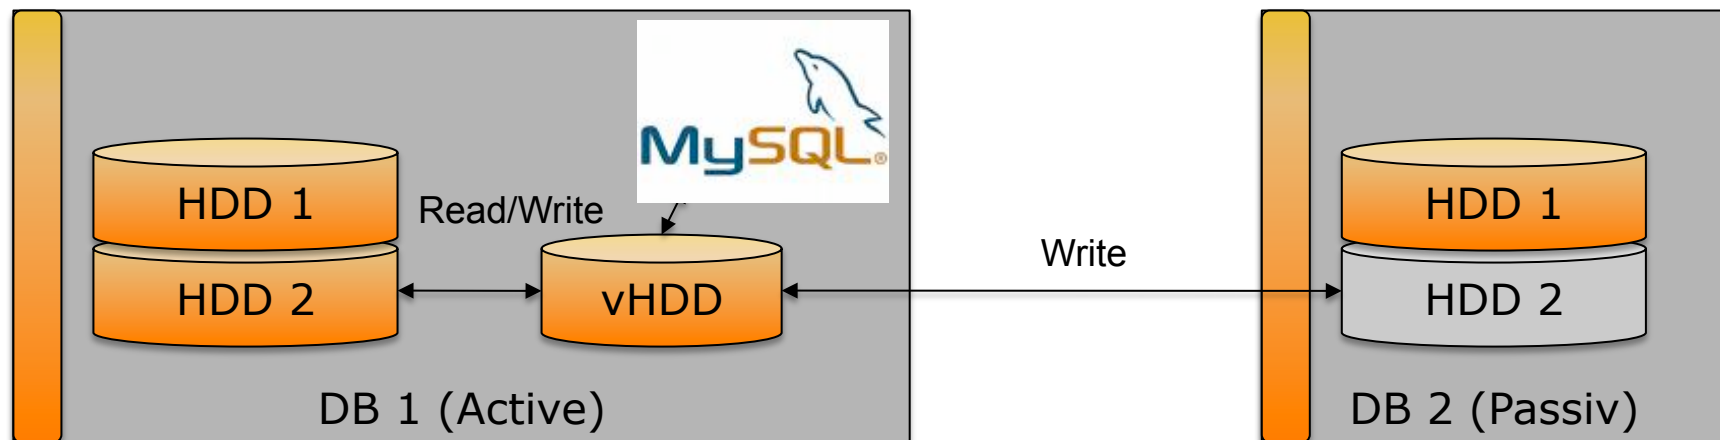 MySQL®
HDD 1
Read/Write
HDD 2
vHDD
DB 1 (Active)
Write
HDD 1
HDD 2
DB 2 (Passiv)